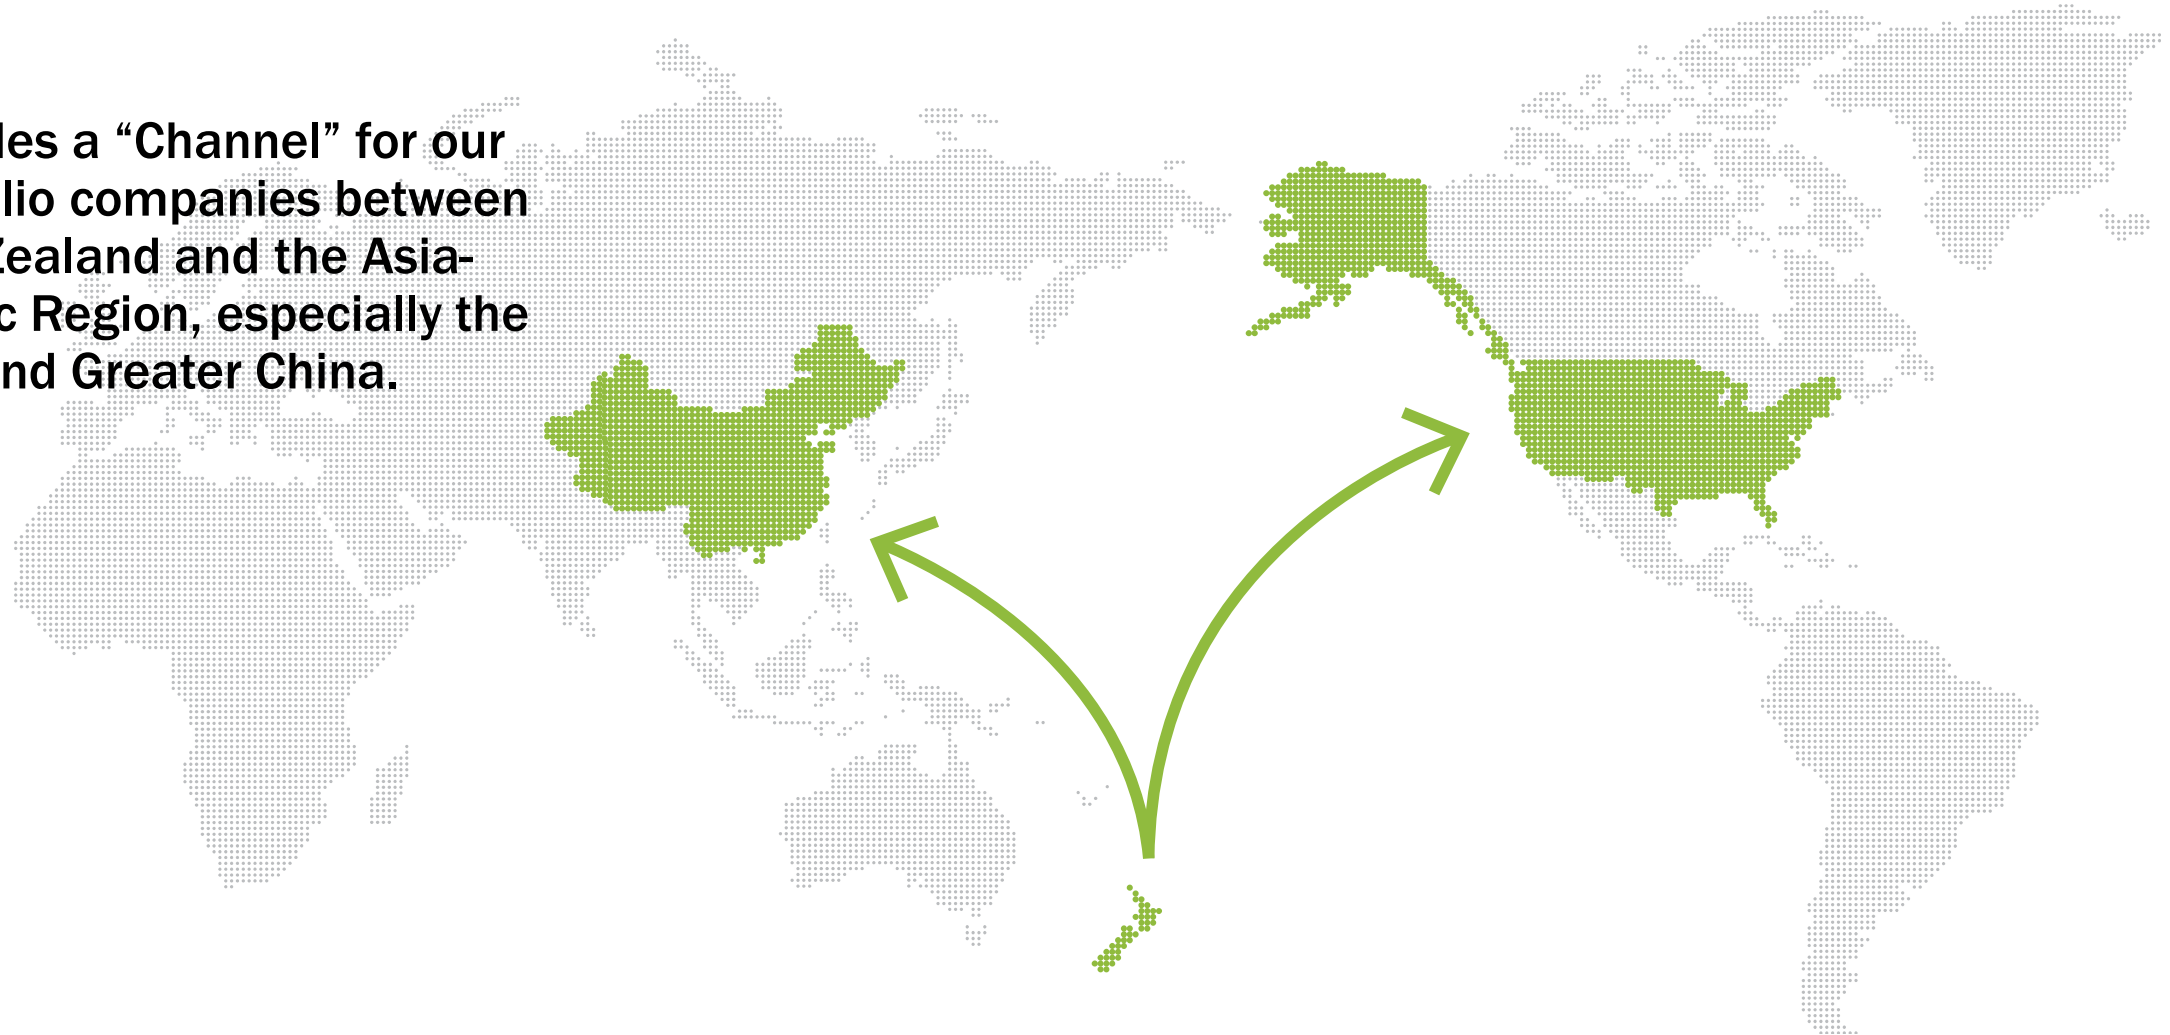 les a “Channel” for our
lio companies between
Zealand and the Asia-
c Region, especially the
nd Greater China.